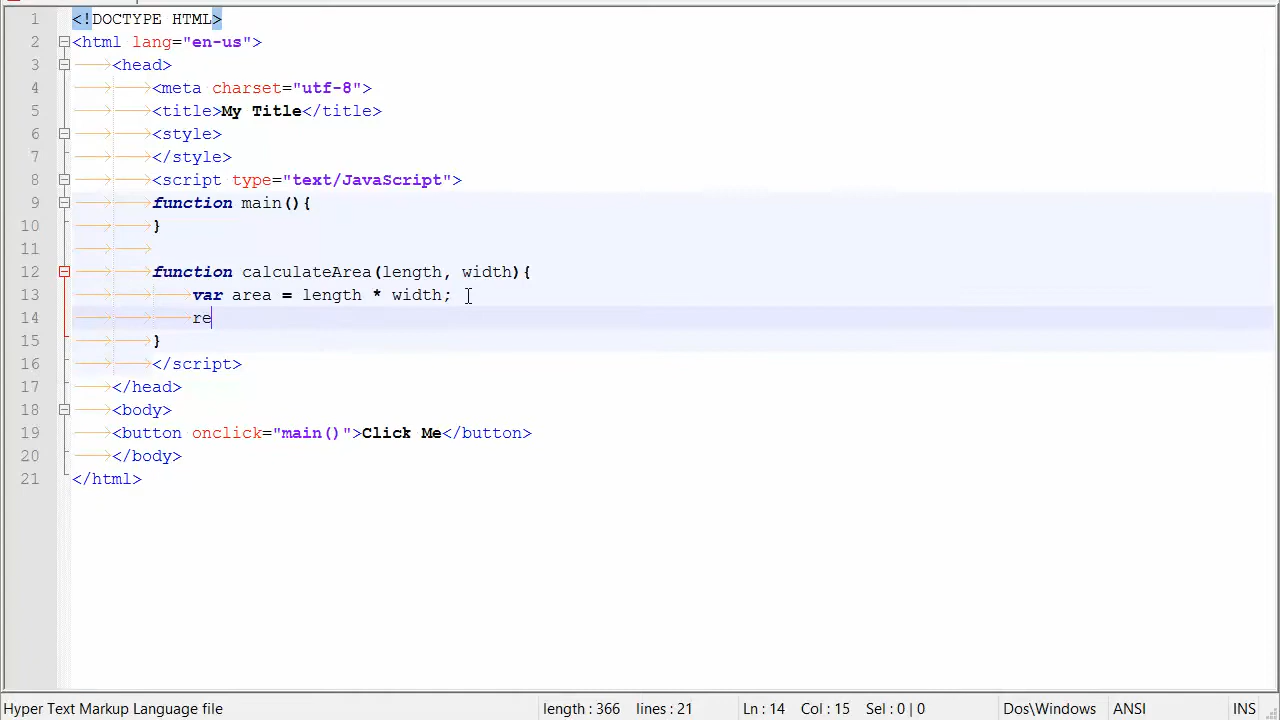 1 <!DOCTYPE HTML>
2 <html lang="en-us">
3 <head>
4 <meta charset="utf-8">
5 <title>My Title</title>
6 <style>
7 </style>
8 <script type="text/JavaScript">
9 function main(){
10 }
11
12 function calculateArea(length, width){
13 var area = length * width;
14 re
15 }
16 </script>
17 </head>
18 <body>
19 <button onclick="main()">Click Me</button>
20 </body>
21 </html>
Hyper Text Markup Language file length : 366 lines : 21 Ln : 14 Col : 15 Sel : 0 | 0 Dos\Windows ANSI INS